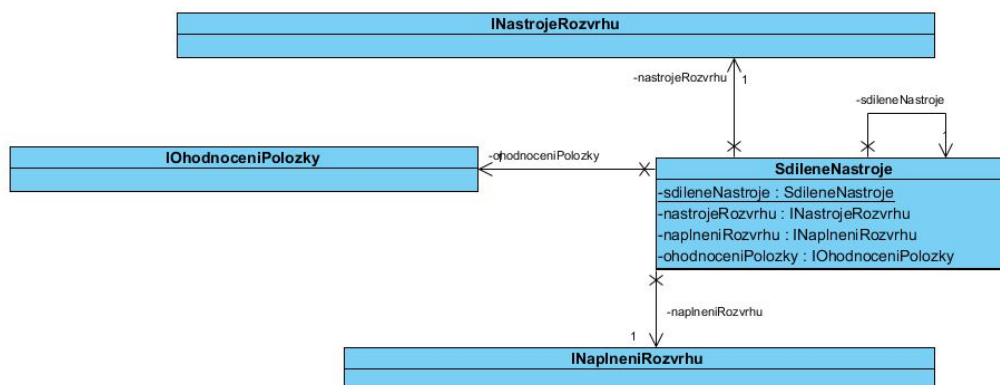 INastrojeRozvrhu
-nastrojeRozvrhu
1
-sdileneNastroje
1
IOhodnoceniPolozky
-ohodnoceniPolozky
SdileneNastroje
-sdileneNastroje : SdileneNastroje
-nastrojeRozvrhu : INastrojeRozvrhu
-naplneniRozvrhu : INaplneniRozvrhu
-ohodnoceniPolozky : IOhodnoceniPolozky
-naplneniRozvrhu
1
INaplneniRozvrhu